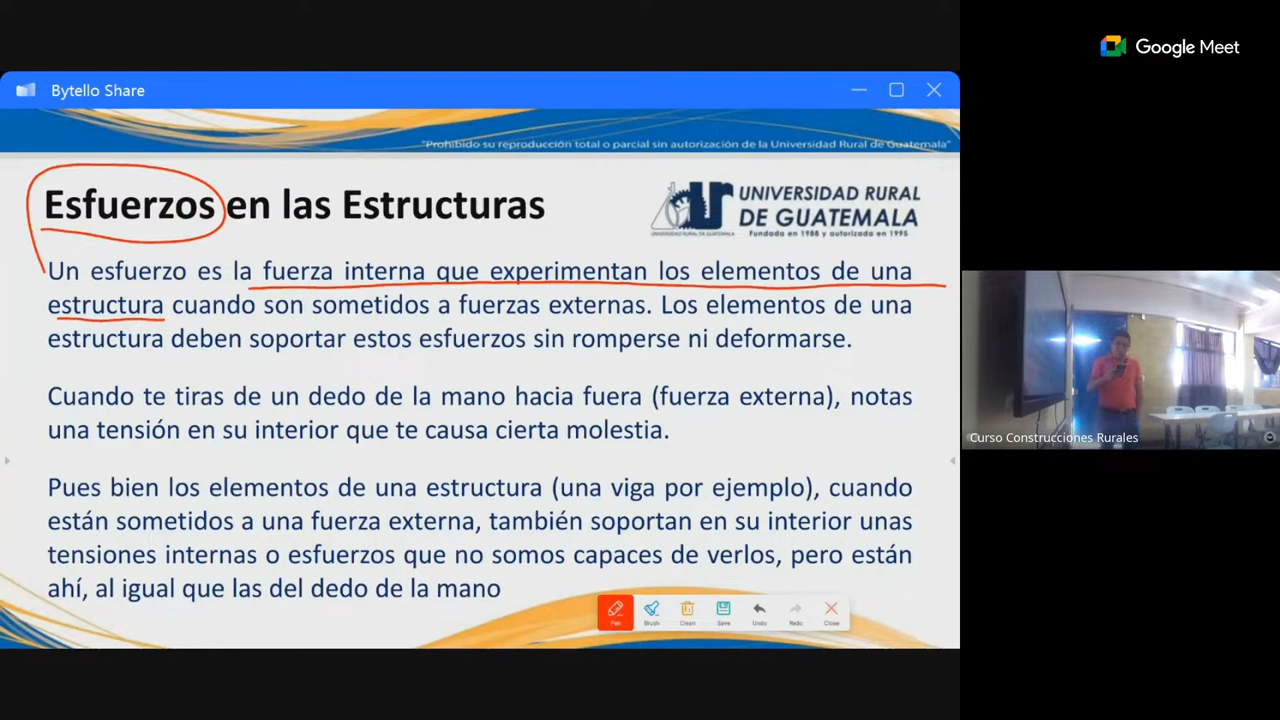 Google Meet
Bytello Share
"Prohibido su reproducción total o parcial sin autorización de la Universidad Rural de Guatemala"
Esfuerzos en las Estructuras
UNIVERSIDAD RURAL
DE GUATEMALA
Fundada en 1988 y autorizada en 1995
UNIVERSIDAD RURAL DE GUATEMALA
Un esfuerzo es la fuerza interna que experimentan los elementos de una
estructura cuando son sometidos a fuerzas externas. Los elementos de una
estructura deben soportar estos esfuerzos sin romperse ni deformarse.
Cuando te tiras de un dedo de la mano hacia fuera (fuerza externa), notas
una tensión en su interior que te causa cierta molestia.
Pues bien los elementos de una estructura (una viga por ejemplo), cuando
están sometidos a una fuerza externa, también soportan en su interior unas
tensiones internas o esfuerzos que no somos capaces de verlos, pero están
ahí, al igual que las del dedo de la mano
Pen Brush Clean Save Undo Redo Close
Curso Construcciones Rurales